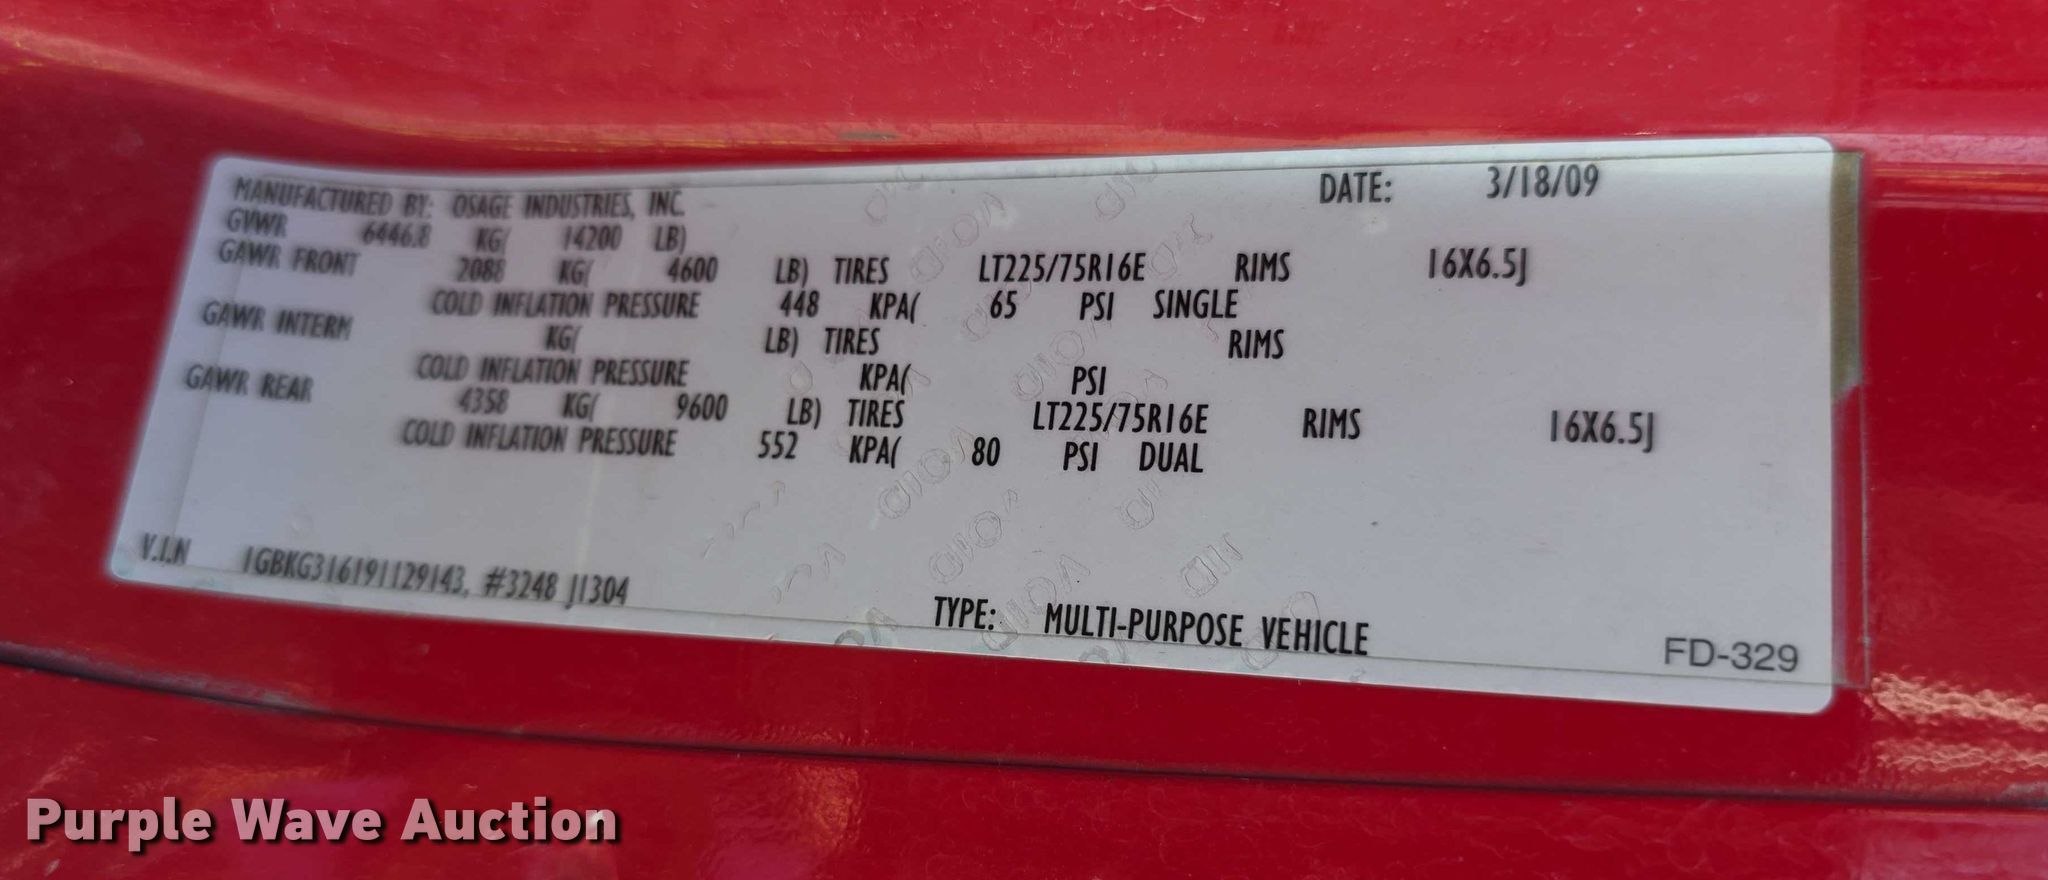 MANUFACTURED BY: OSAGE INDUSTRIES, INC. DATE: 3/18/09
GVWR 6446.8 KG( 14200 LB)
GAWR FRONT 2088 KG( 4600 LB) TIRES LT225/75R16E RIMS 16X6.5J
COLD INFLATION PRESSURE 448 KPA( 65 PSI SINGLE
GAWR INTERM KG( LB) TIRES RIMS
COLD INFLATION PRESSURE KPA( PSI
GAWR REAR 4358 KG( 9600 LB) TIRES LT225/75R16E RIMS 16X6.5J
COLD INFLATION PRESSURE 552 KPA( 80 PSI DUAL
V.I.N 1GBKG316191129143, #3248 J1304
TYPE: MULTI-PURPOSE VEHICLE
FD-329
Purple Wave Auction